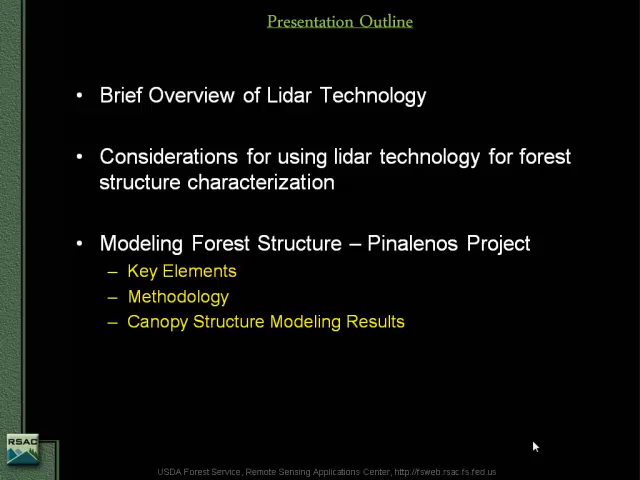 Presentation Outline
• Brief Overview of Lidar Technology
• Considerations for using lidar technology for forest
structure characterization
• Modeling Forest Structure – Pinalenos Project
– Key Elements
– Methodology
– Canopy Structure Modeling Results
RSAC
USDA Forest Service, Remote Sensing Applications Center, http://fsweb.rsac.fs.fed.us